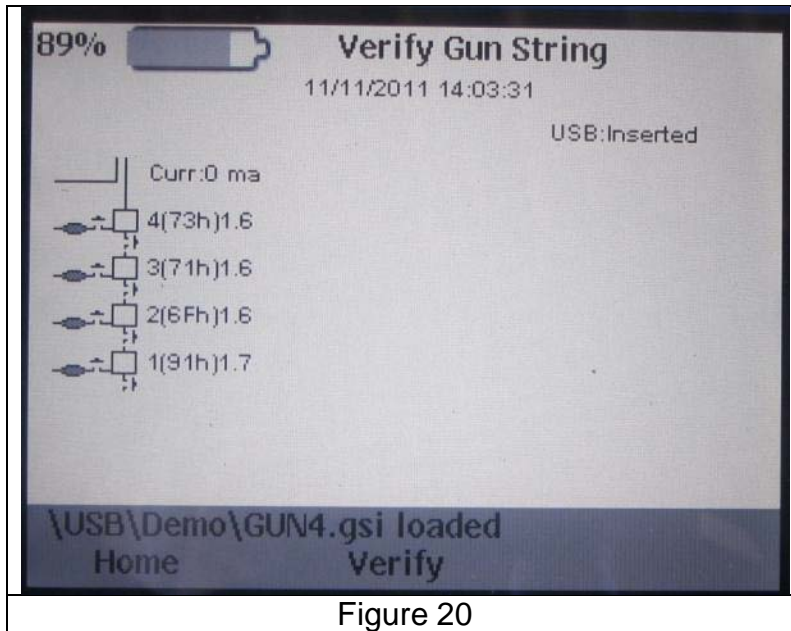 89% Verify Gun String
11/11/2011 14:03:31
USB:Inserted
Curr:0 ma
4(73h)1.6
3(71h)1.6
2(6Fh)1.6
1(91h)1.7
\USB\Demo\GUN4.gsi loaded
Home Verify
Figure 20